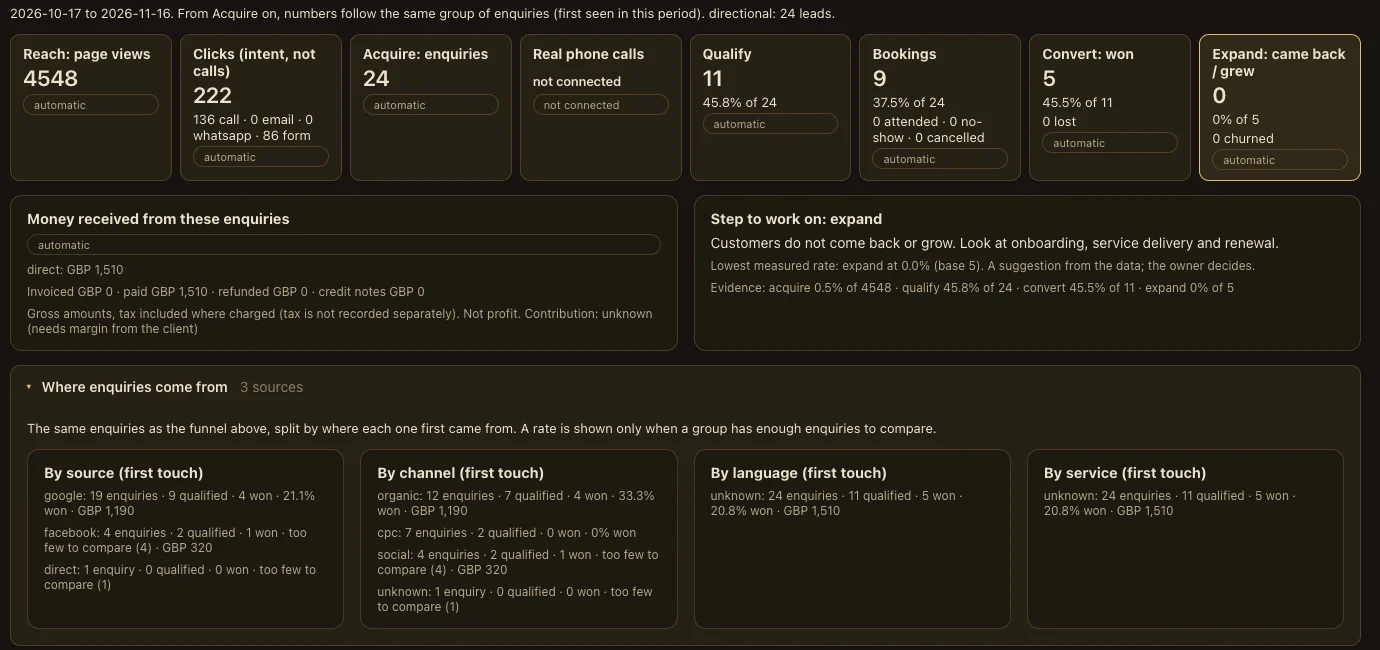 2026-10-17 to 2026-11-16. From Acquire on, numbers follow the same group of enquiries (first seen in this period). directional: 24 leads.
Reach: page views
4548
automatic
Clicks (intent, not
calls)
222
136 call · 0 email · 0
whatsapp · 86 form
automatic
Acquire: enquiries
24
automatic
Real phone calls
not connected
not connected
Qualify
11
45.8% of 24
automatic
Bookings
9
37.5% of 24
0 attended · 0 no-
show · 0 cancelled
automatic
Convert: won
5
45.5% of 11
0 lost
automatic
Expand: came back
/ grew
0
0% of 5
0 churned
automatic
Money received from these enquiries
automatic
direct: GBP 1,510
Invoiced GBP 0 · paid GBP 1,510 · refunded GBP 0 · credit notes GBP 0
Gross amounts, tax included where charged (tax is not recorded separately). Not profit. Contribution: unknown
(needs margin from the client)
Step to work on: expand
Customers do not come back or grow. Look at onboarding, service delivery and renewal.
Lowest measured rate: expand at 0.0% (base 5). A suggestion from the data; the owner decides.
Evidence: acquire 0.5% of 4548 · qualify 45.8% of 24 · convert 45.5% of 11 · expand 0% of 5
Where enquiries come from 3 sources
The same enquiries as the funnel above, split by where each one first came from. A rate is shown only when a group has enough enquiries to compare.
By source (first touch)
google: 19 enquiries · 9 qualified · 4 won · 21.1%
won · GBP 1,190
facebook: 4 enquiries · 2 qualified · 1 won · too
few to compare (4) · GBP 320
direct: 1 enquiry · 0 qualified · 0 won · too few to
compare (1)
By channel (first touch)
organic: 12 enquiries · 7 qualified · 4 won · 33.3%
won · GBP 1,190
cpc: 7 enquiries · 2 qualified · 0 won · 0% won
social: 4 enquiries · 2 qualified · 1 won · too few to
compare (4) · GBP 320
unknown: 1 enquiry · 0 qualified · 0 won · too few
to compare (1)
By language (first touch)
unknown: 24 enquiries · 11 qualified · 5 won ·
20.8% won · GBP 1,510
By service (first touch)
unknown: 24 enquiries · 11 qualified · 5 won ·
20.8% won · GBP 1,510